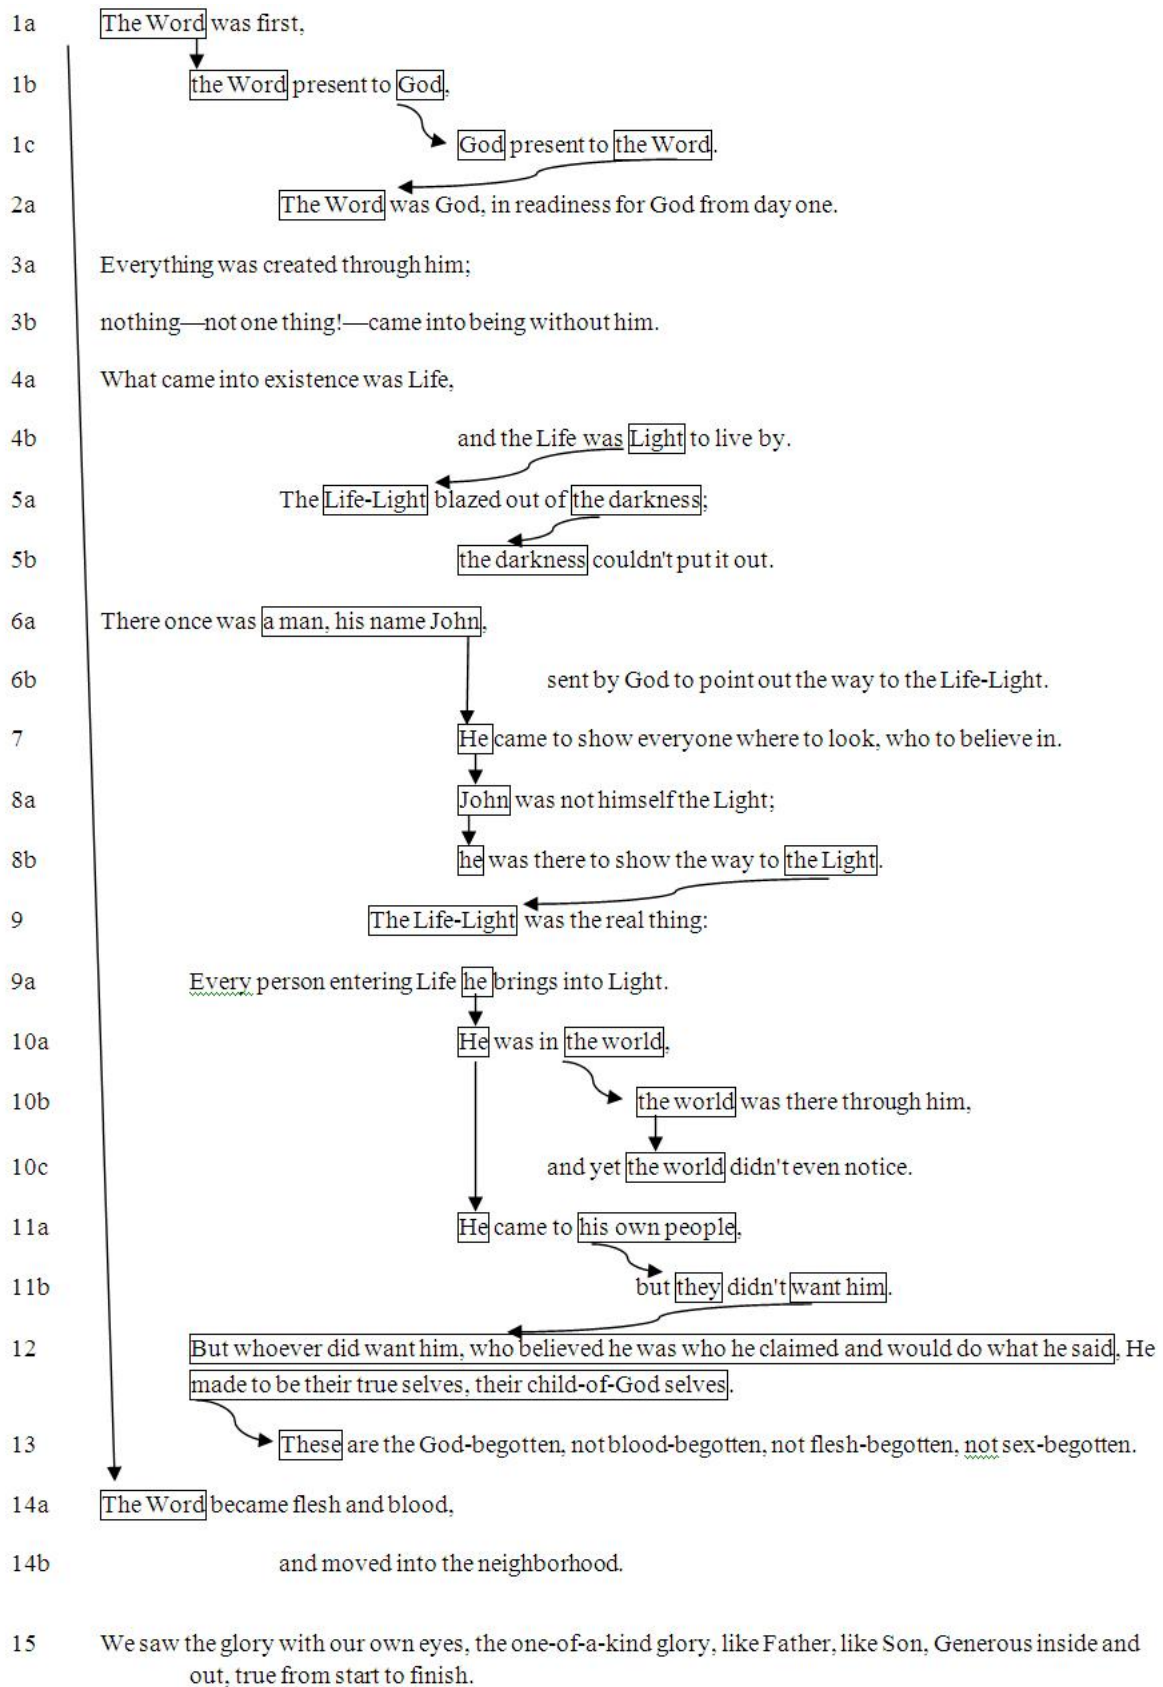 1a The Word was first,
1b the Word present to God,
1c God present to the Word.
2a The Word was God, in readiness for God from day one.
3a Everything was created through him;
3b nothing—not one thing!—came into being without him.
4a What came into existence was Life,
4b and the Life was Light to live by.
5a The Life-Light blazed out of the darkness;
5b the darkness couldn't put it out.
6a There once was a man, his name John,
6b sent by God to point out the way to the Life-Light.
7 He came to show everyone where to look, who to believe in.
8a John was not himself the Light;
8b he was there to show the way to the Light.
9 The Life-Light was the real thing:
9a Every person entering Life he brings into Light.
10a He was in the world,
10b the world was there through him,
10c and yet the world didn't even notice.
11a He came to his own people,
11b but they didn't want him.
12 But whoever did want him, who believed he was who he claimed and would do what he said, He
made to be their true selves, their child-of-God selves.
13 These are the God-begotten, not blood-begotten, not flesh-begotten, not sex-begotten.
14a The Word became flesh and blood,
14b and moved into the neighborhood.
15 We saw the glory with our own eyes, the one-of-a-kind glory, like Father, like Son, Generous inside and
out, true from start to finish.